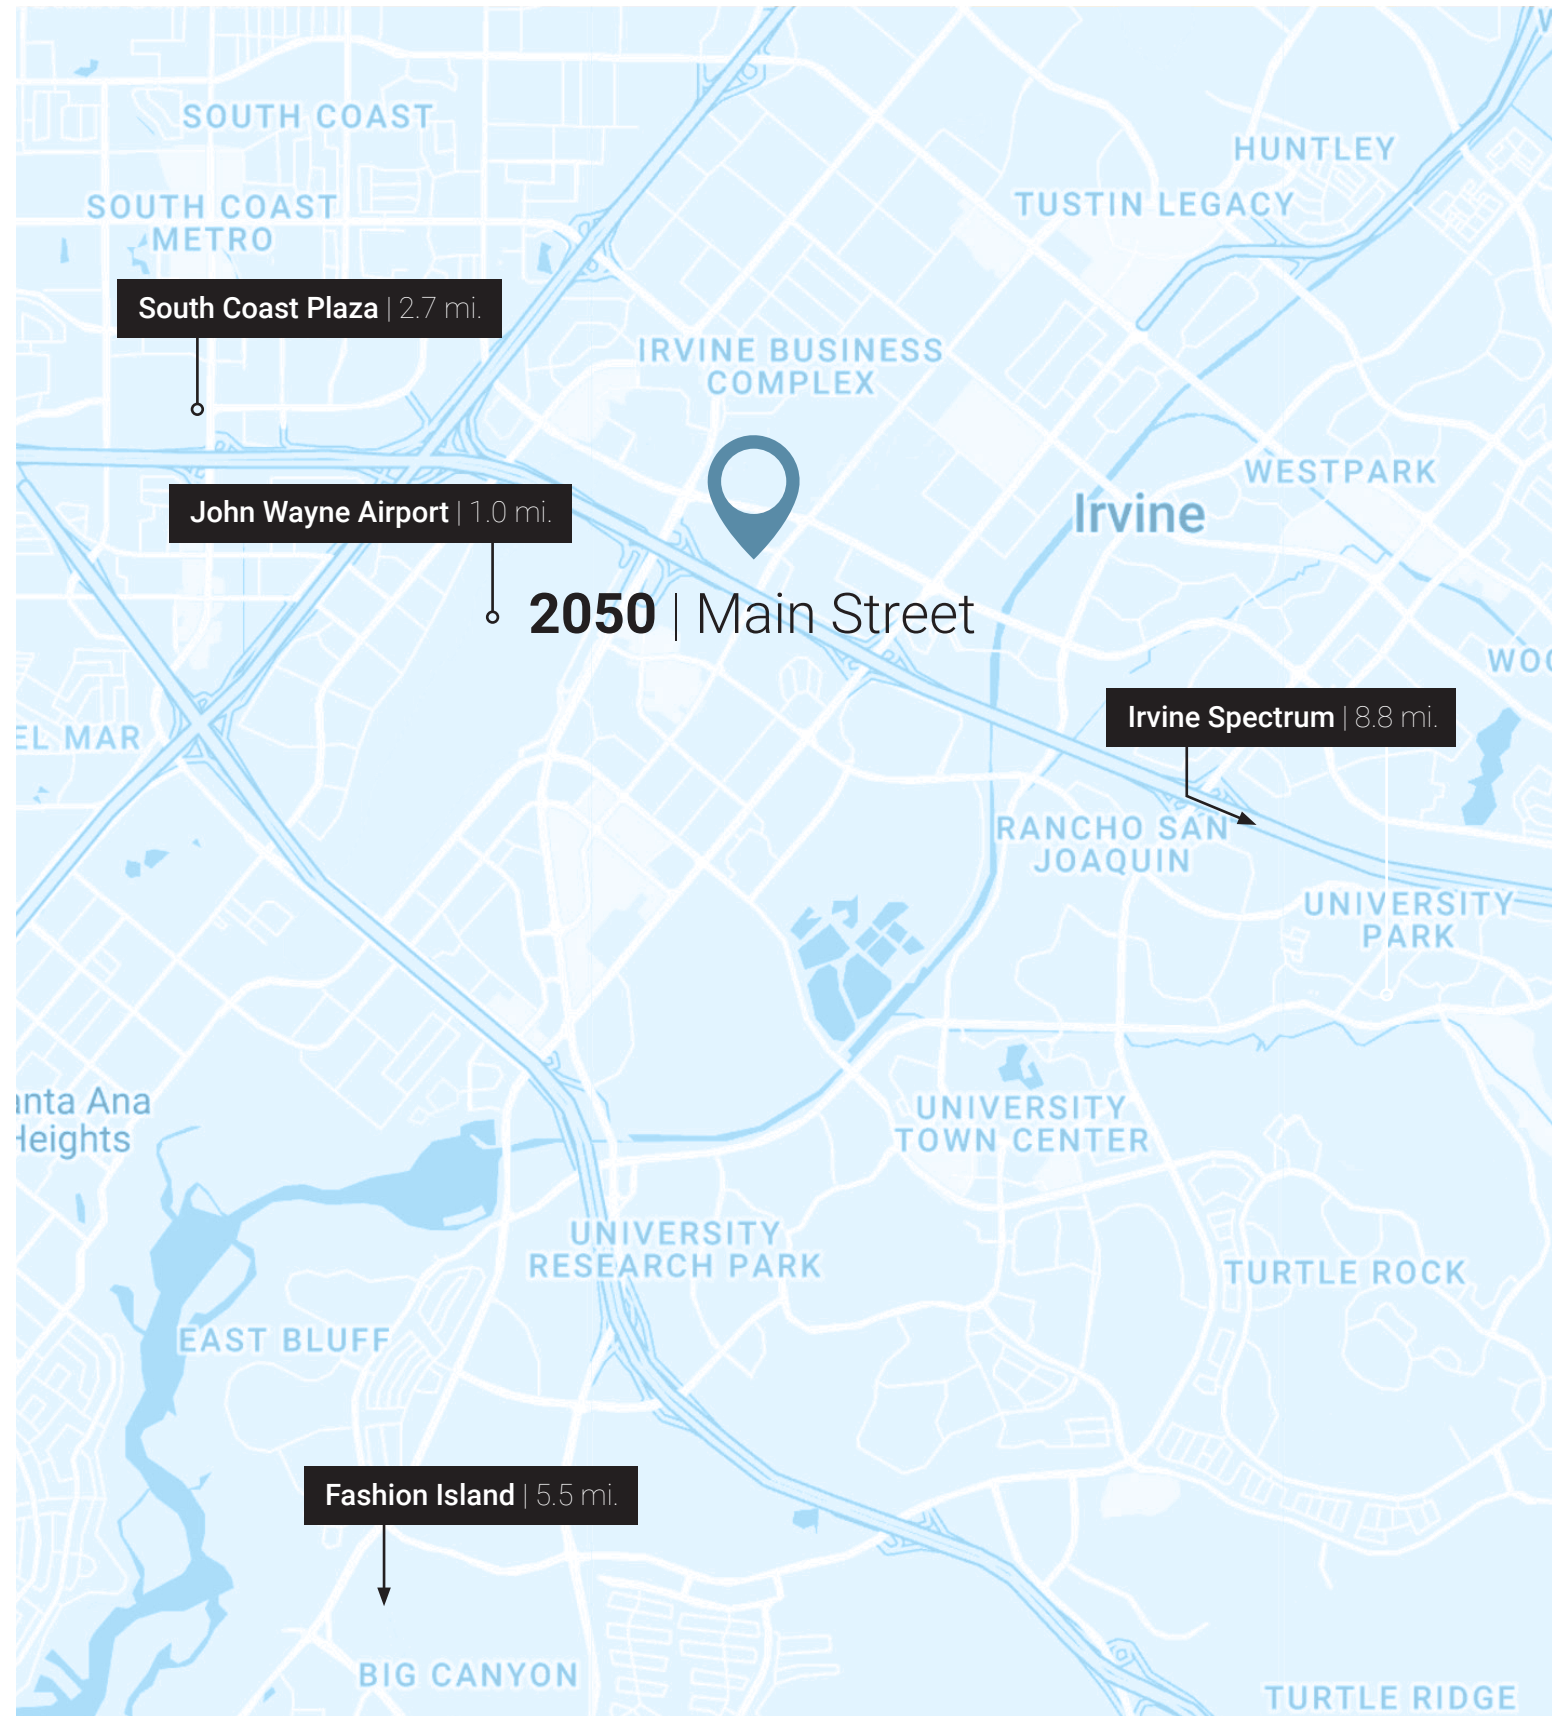 SOUTH COAST
HUNTLEY
SOUTH COAST
METRO
TUSTIN LEGACY
South Coast Plaza | 2.7 mi.
IRVINE BUSINESS
COMPLEX
WESTPARK
John Wayne Airport | 1.0 mi.
Irvine
2050 | Main Street
WOO
Irvine Spectrum | 8.8 mi.
EL MAR
RANCHO SAN
JOAQUIN
UNIVERSITY
PARK
anta Ana
Heights
UNIVERSITY
TOWN CENTER
UNIVERSITY
RESEARCH PARK
TURTLE ROCK
EAST BLUFF
Fashion Island | 5.5 mi.
BIG CANYON
TURTLE RIDGE